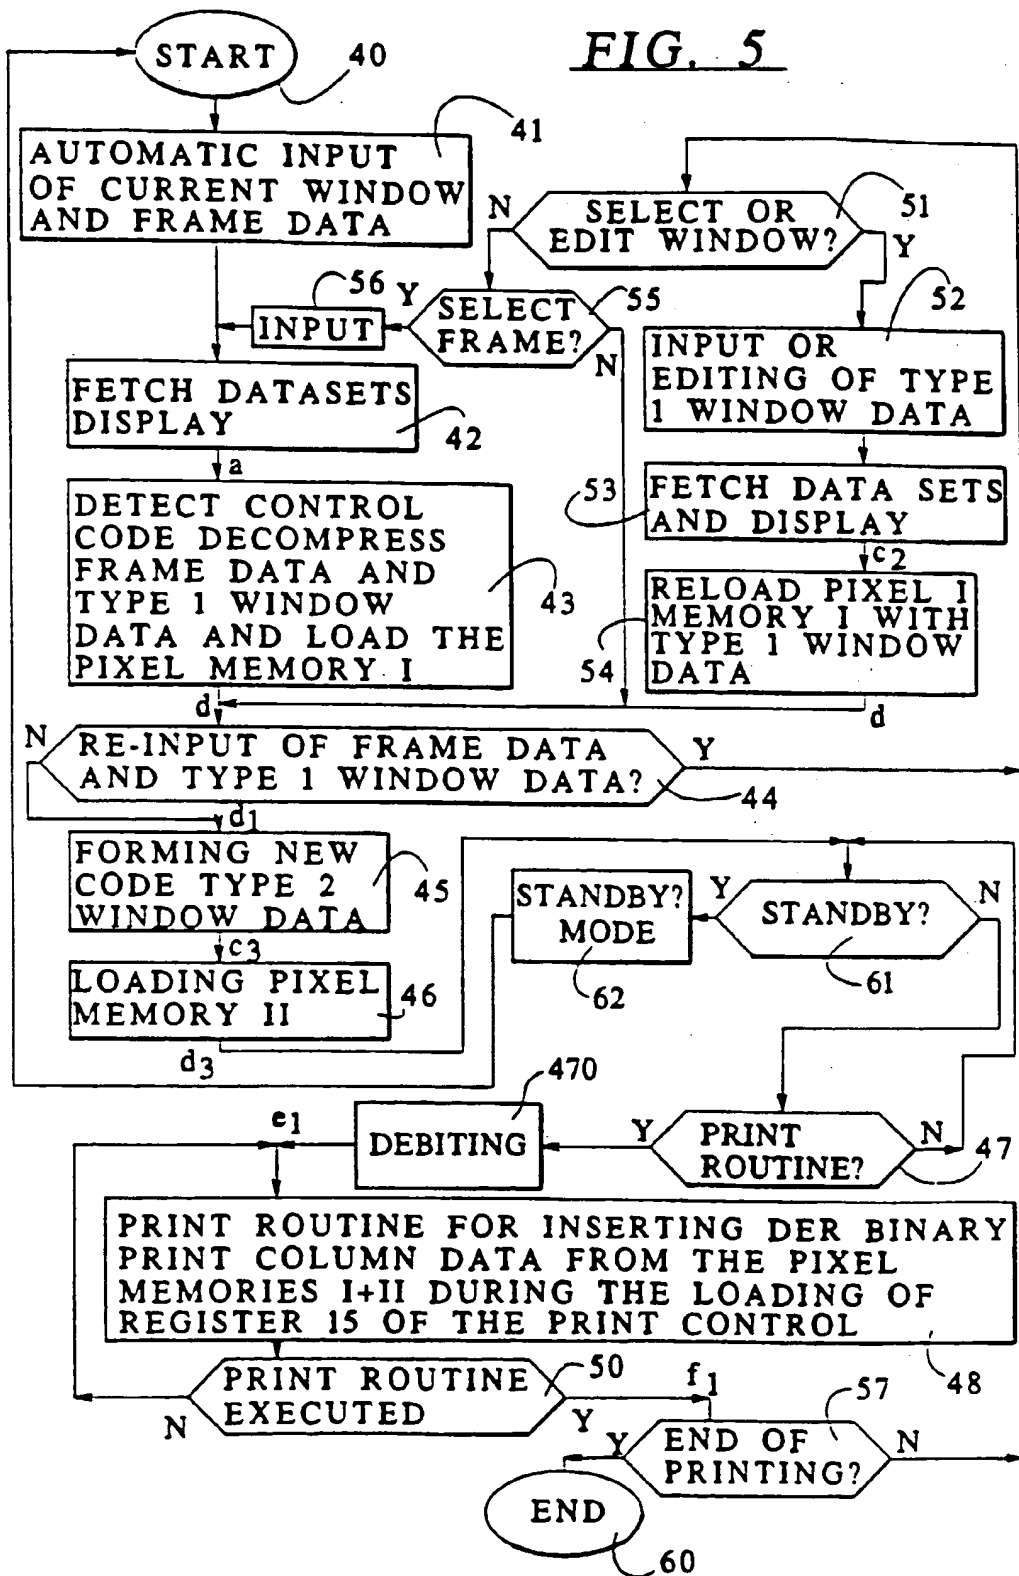 FIG. 5
START
40
41
AUTOMATIC INPUT
OF CURRENT WINDOW
AND FRAME DATA
N
SELECT OR
EDIT WINDOW?
51
Y
56
INPUT
Y
SELECT
FRAME?
55
N
52
INPUT OR
EDITING OF TYPE
1 WINDOW DATA
FETCH DATASETS
DISPLAY
42
a
53
FETCH DATA SETS
AND DISPLAY
c2
DETECT CONTROL
CODE DECOMPRESS
FRAME DATA AND
TYPE 1 WINDOW
DATA AND LOAD THE
PIXEL MEMORY I
43
RELOAD PIXEL I
MEMORY I WITH
TYPE 1 WINDOW
DATA
54
d
d
N
RE-INPUT OF FRAME DATA
AND TYPE 1 WINDOW DATA?
Y
44
d1
FORMING NEW
CODE TYPE 2
WINDOW DATA
45
c3
LOADING PIXEL
MEMORY II
46
d3
STANDBY?
MODE
62
Y
STANDBY?
N
61
470
e1
DEBITING
Y
PRINT
ROUTINE?
N
47
PRINT ROUTINE FOR INSERTING DER BINARY
PRINT COLUMN DATA FROM THE PIXEL
MEMORIES I+II DURING THE LOADING OF
REGISTER 15 OF THE PRINT CONTROL
48
PRINT ROUTINE
EXECUTED
50
N
Y
f1
57
Y
END OF
PRINTING?
N
END
60